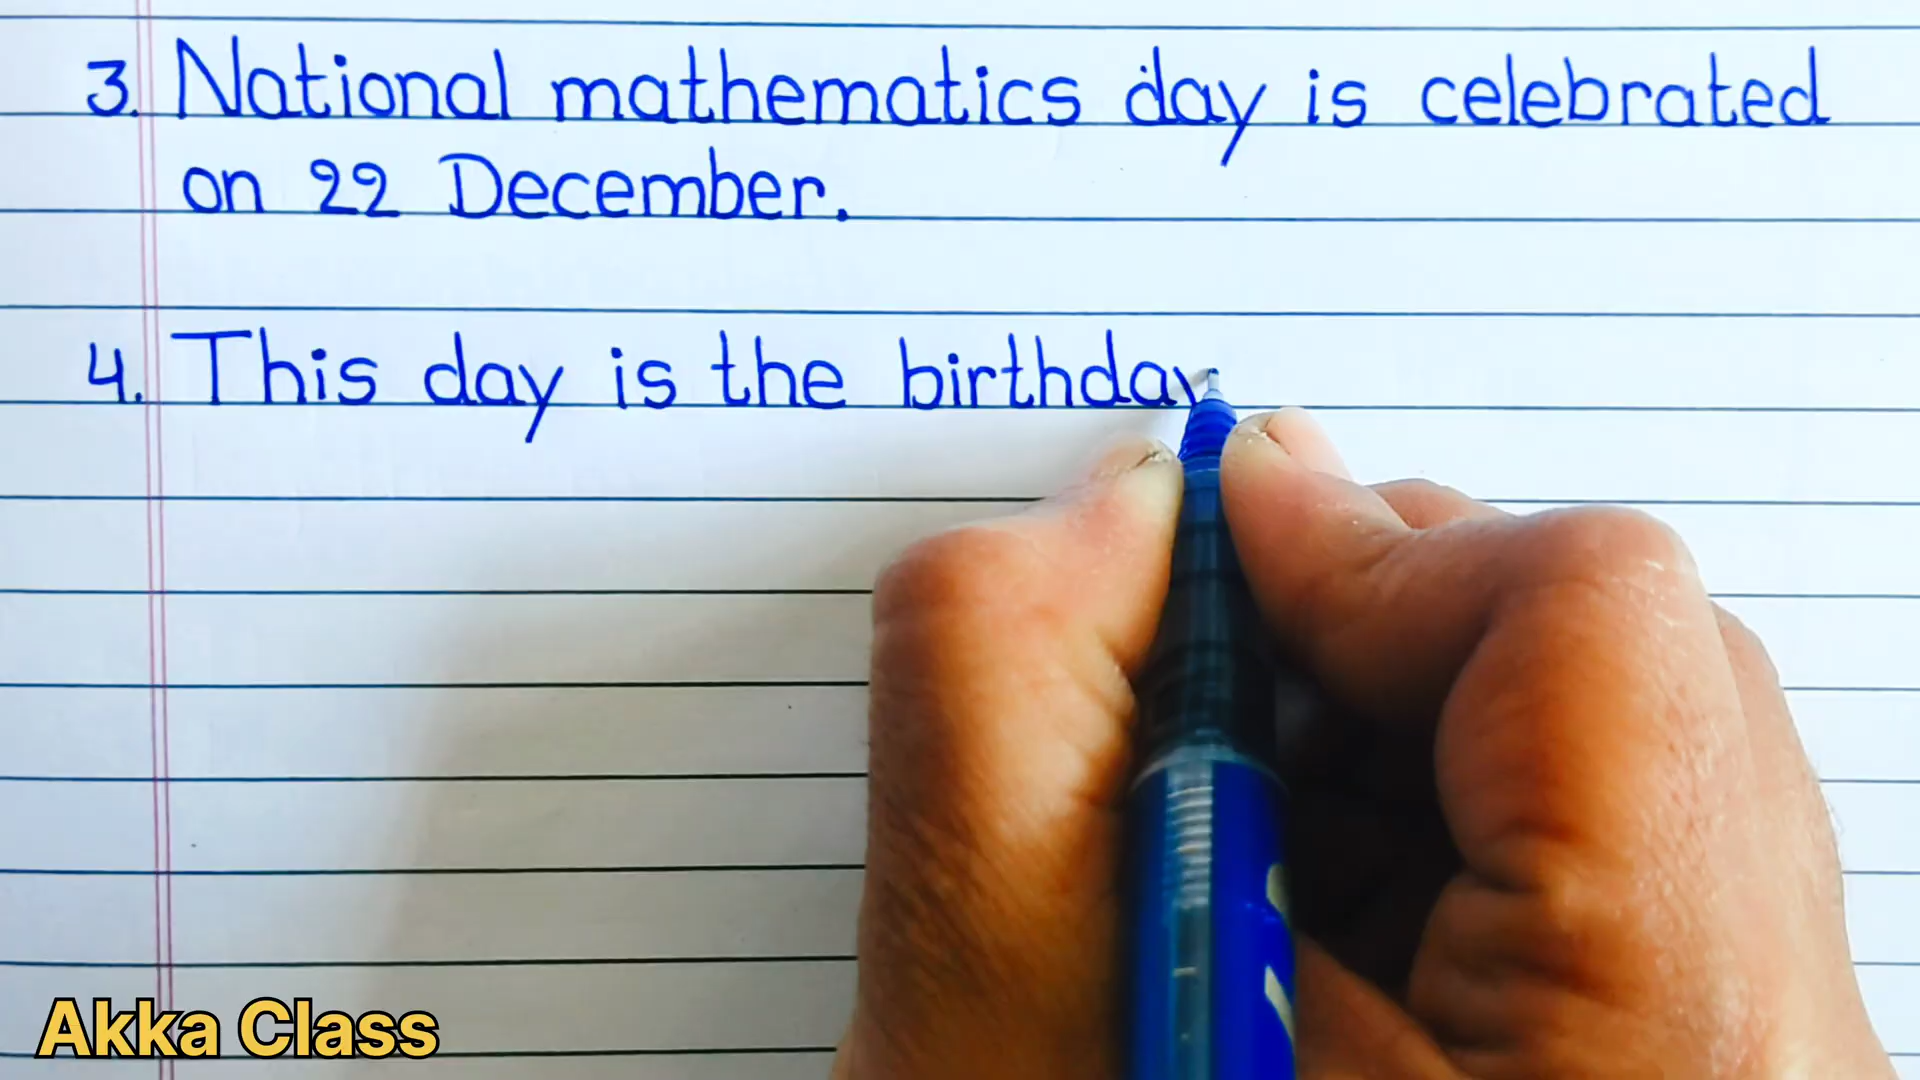 3. National mathematics day is celebrated
on 22 December.
4. This day is the birthday
Akka Class